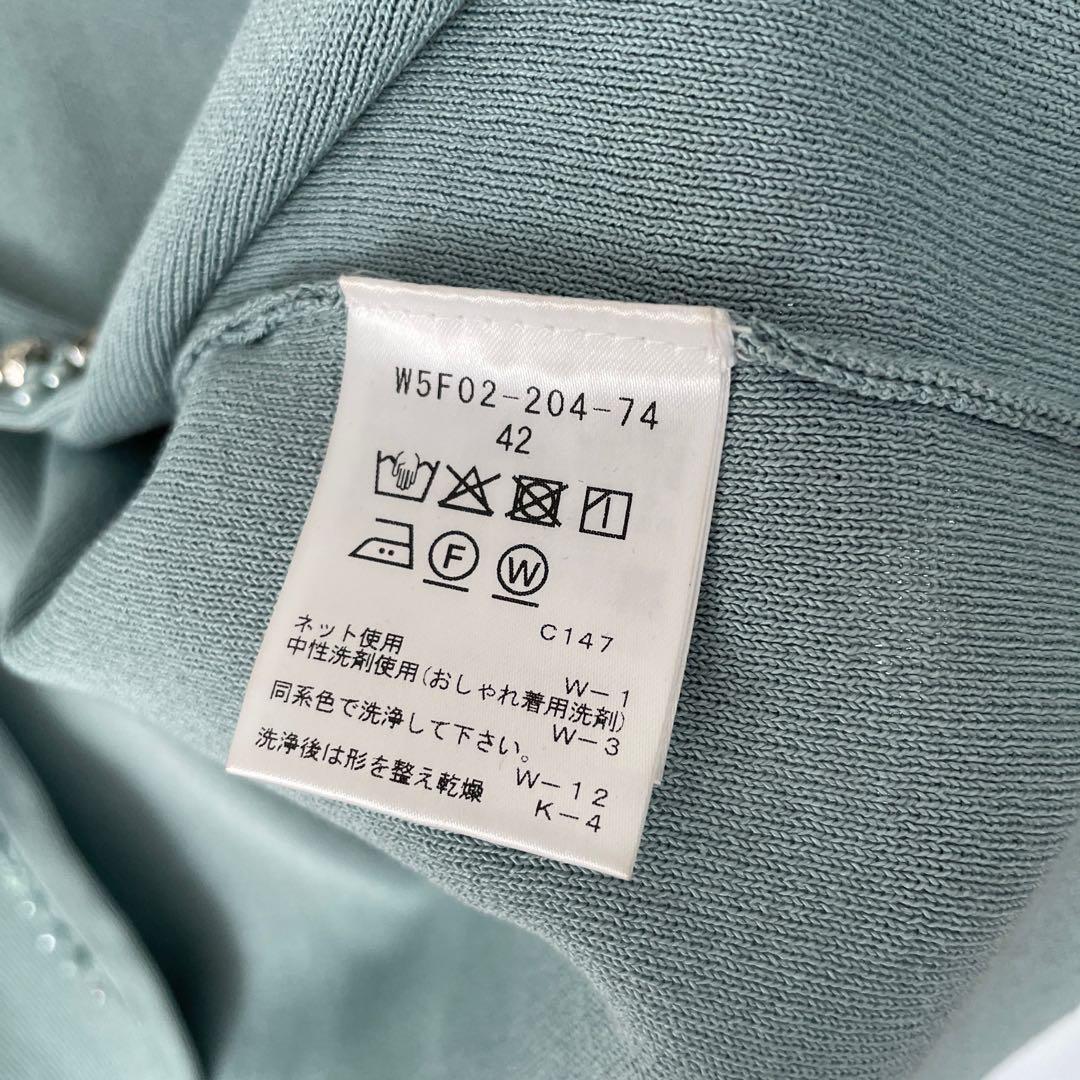 W5F02-204-74
42
F W
C147
ネット使用 W-1
中性洗剤使用(おしゃれ着用洗剤) W-3
同系色で洗浄して下さい。 W-12
洗浄後は形を整え乾燥 K-4